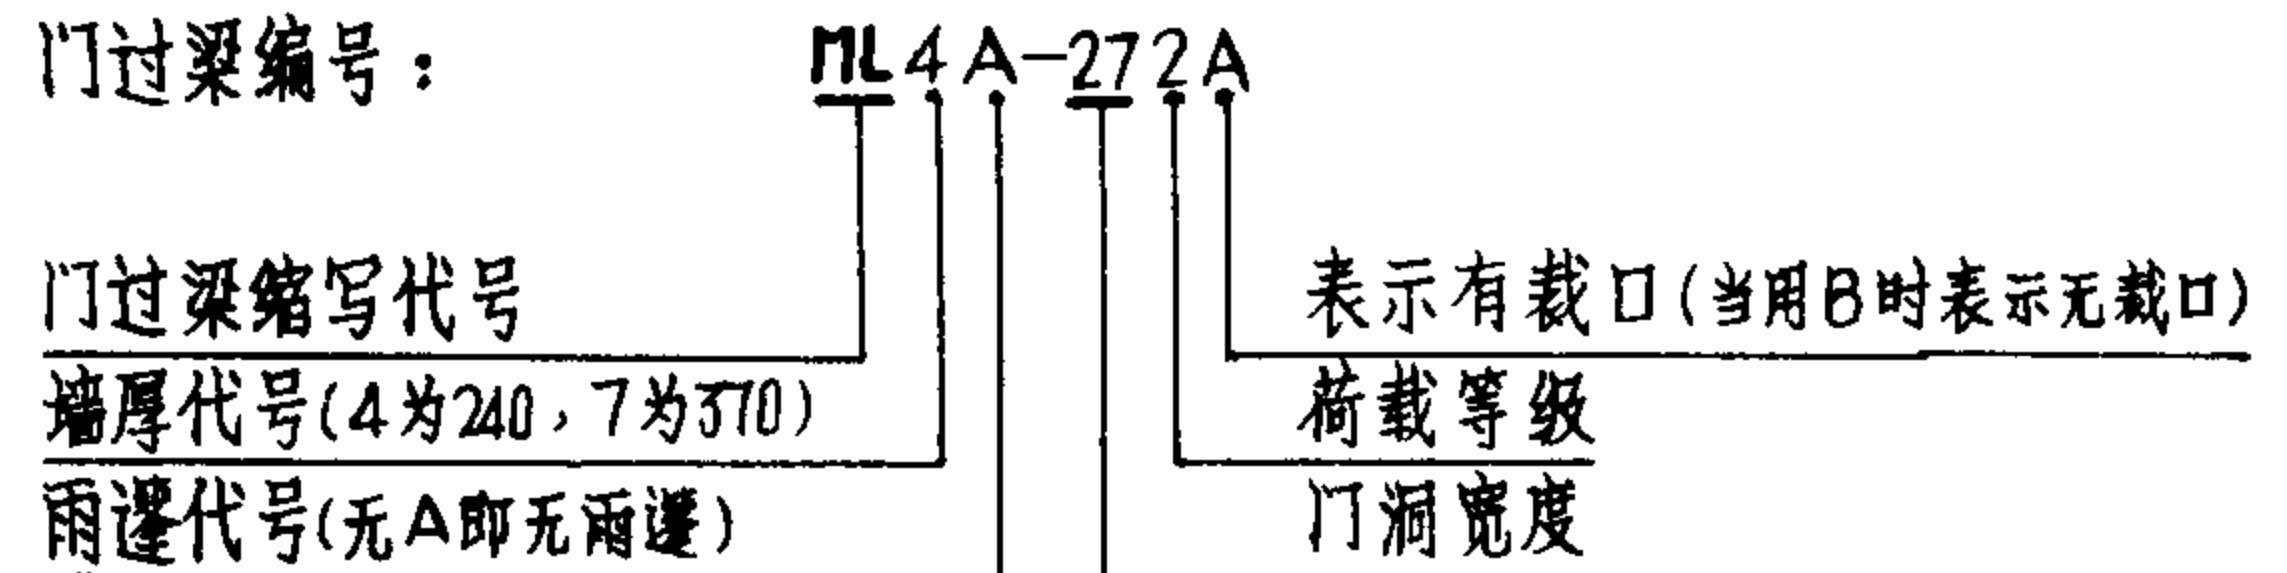 门过梁编号： ML4A-272A
门过梁缩写代号 表示有裁口(当用B时表示无裁口)
墙厚代号(4为240，7为370) 荷载等级
雨篷代号(无A即无雨篷) 门洞宽度